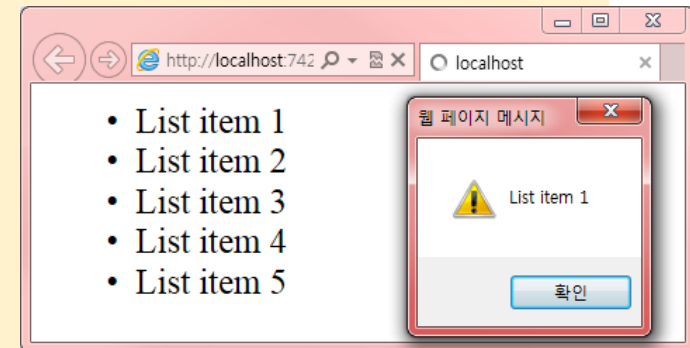 http://localhost:742
localhost
List item 1
List item 2
List item 3
List item 4
List item 5
웹 페이지 메시지
List item 1
확인